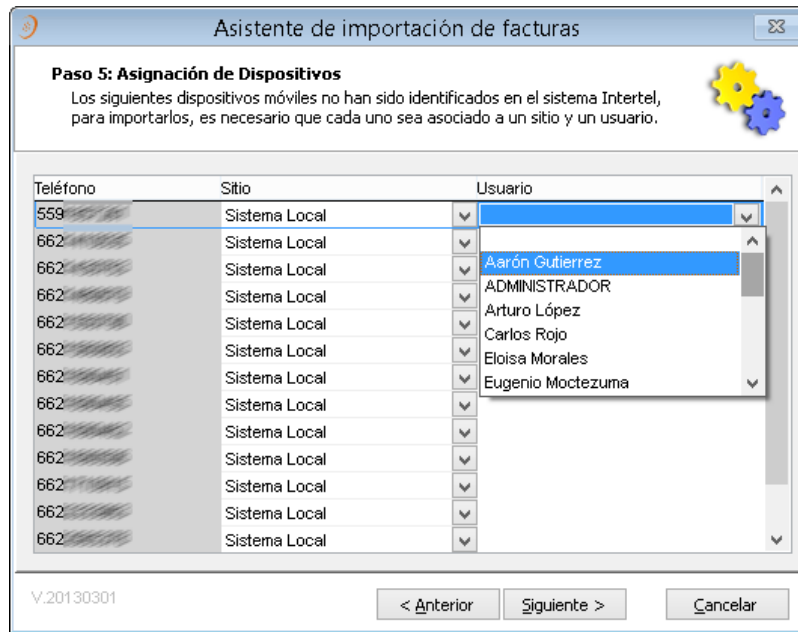 Asistente de importación de facturas
Paso 5: Asignación de Dispositivos
Los siguientes dispositivos móviles no han sido identificados en el sistema Intertel,
para importarlos, es necesario que cada uno sea asociado a un sitio y un usuario.
Teléfono Sitio Usuario
559 Sistema Local
662 Sistema Local
662 Sistema Local
662 Sistema Local
662 Sistema Local
662 Sistema Local
662 Sistema Local
662 Sistema Local
662 Sistema Local
662 Sistema Local
662 Sistema Local
662 Sistema Local
662 Sistema Local
Aarón Gutierrez
ADMINISTRADOR
Arturo López
Carlos Rojo
Eloisa Morales
Eugenio Moctezuma
V.20130301
< Anterior Siguiente > Cancelar